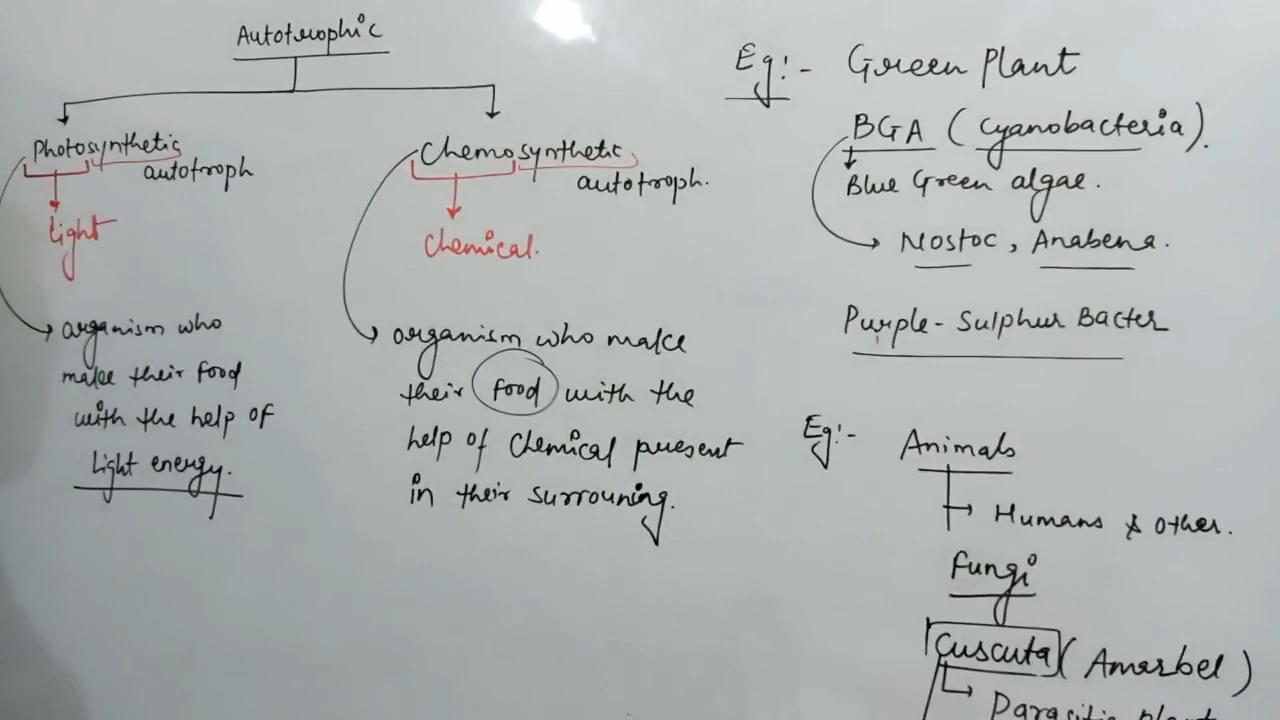 Autotrophic
Photosynthetic
autotroph
Light
organism who
make their food
with the help of
Light energy.
Chemosynthetic
autotroph.
Chemical.
organism who make
their food with the
help of Chemical present
in their surrouning.
Eg:- Green Plant
BGA (Cyanobacteria).
Blue Green algae.
Nostoc, Anabena.
Purple-Sulphur Bacter
Eg:- Animals
Humans & other.
Fungi
Cuscuta (Amarbel)
Parasitic plant